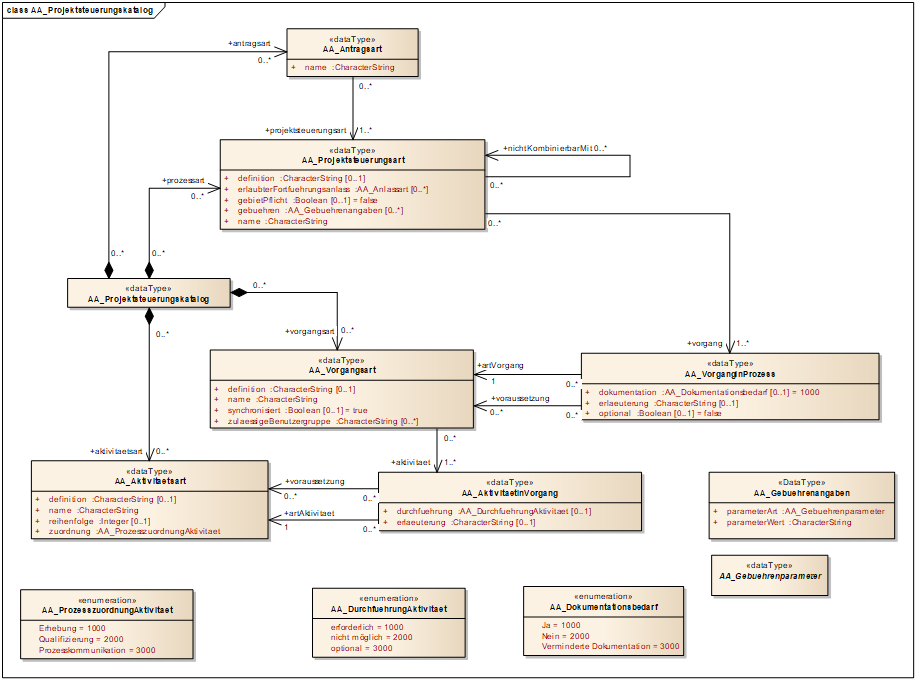 class AA_Projektsteuerungskatalog
«dataType»
AA_Antragsart
+ name :CharacterString
+antragsart
0..*
0..*
+projektsteuerungsart
1..*
«dataType»
AA_Projektsteuerungsart
+ definition :CharacterString [0..1]
+ erlaubterFortfuehrungsanlass :AA_Anlassart [0..*]
+ gebietPflicht :Boolean [0..1] = false
+ gebuehren :AA_Gebuehrenangaben [0..*]
+ name :CharacterString
+nichtKombinierbarMit 0..*
0..*
+prozessart
0..*
0..*
0..*
0..*
«dataType»
AA_Projektsteuerungskatalog
0..*
0..*
+vorgangsart
0..*
+vorgang
1..*
«dataType»
AA_Vorgangsart
+ definition :CharacterString [0..1]
+ name :CharacterString
+ synchronisiert :Boolean [0..1] = true
+ zulaessigeBenutzergruppe :CharacterString [0..*]
+artVorgang
1
0..*
+voraussetzung
0..*
0..*
«dataType»
AA_VorgangInProzess
+ dokumentation :AA_Dokumentationsbedarf [0..1] = 1000
+ erlaeuterung :CharacterString [0..1]
+ optional :Boolean [0..1] = false
0..*
+aktivitaet
1..*
+aktivitaetsart
0..*
«dataType»
AA_Aktivitaetsart
+ definition :CharacterString [0..1]
+ name :CharacterString
+ reihenfolge :Integer [0..1]
+ zuordnung :AA_ProzesszuordnungAktivitaet
+voraussetzung
0..*
0..*
+artAktivitaet
1
0..*
«dataType»
AA_AktivitaetInVorgang
+ durchfuehrung :AA_DurchfuehrungAktivitaet [0..1]
+ erlaeuterung :CharacterString [0..1]
«DataType»
AA_Gebuehrenangaben
+ parameterArt :AA_Gebuehrenparameter
+ parameterWert :CharacterString
«dataType»
AA_Gebuehrenparameter
«enumeration»
AA_ProzesszuordnungAktivitaet
Erhebung = 1000
Qualifizierung = 2000
Prozesskommunikation = 3000
«enumeration»
AA_DurchfuehrungAktivitaet
erforderlich = 1000
nicht möglich = 2000
optional = 3000
«enumeration»
AA_Dokumentationsbedarf
Ja = 1000
Nein = 2000
Verminderte Dokumentation = 3000